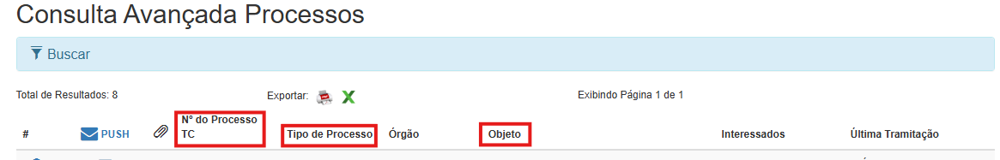 Consulta Avançada Processos
Buscar
Total de Resultados: 8 Exportar: Exibindo Página 1 de 1
# PUSH Nº do Processo TC Tipo de Processo Órgão Objeto Interessados Última Tramitação